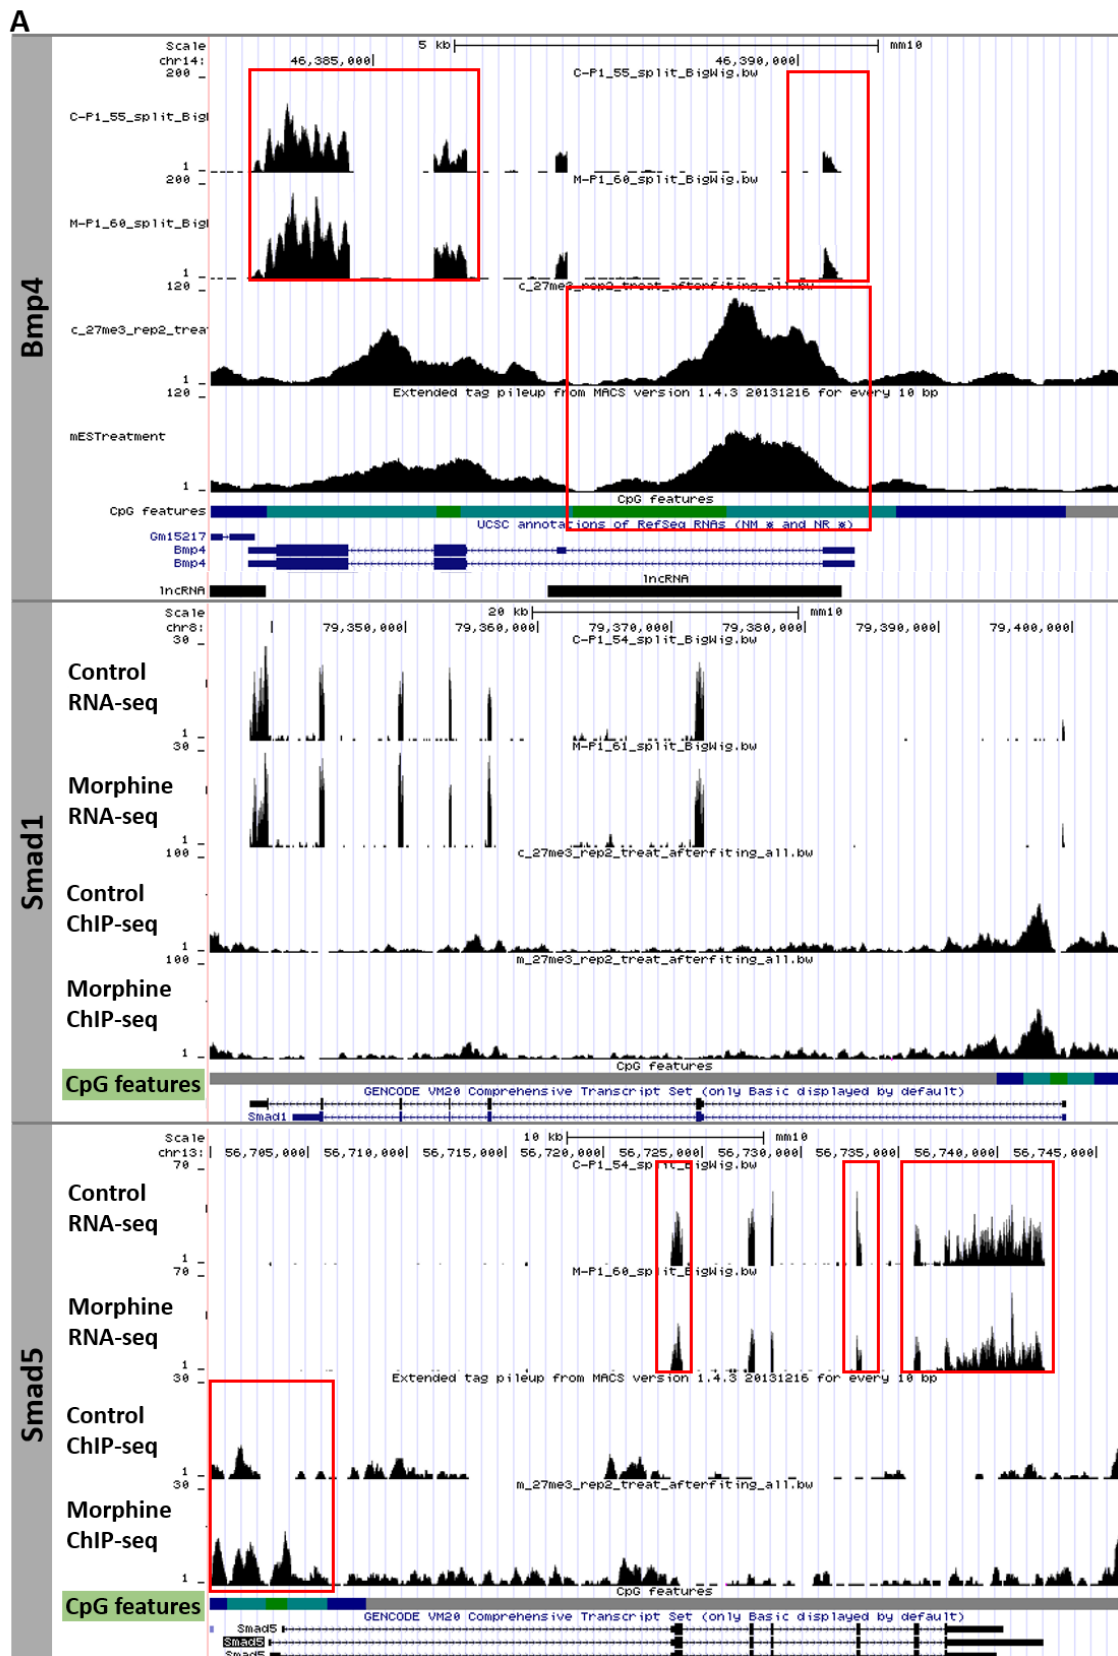 A
Bmp4
Scale 5 kb mm10
chr14: 46,385,000 46,390,000
200 C-P1_55_split_BigWig.bw
C-P1_55_split_Big
1
200 M-P1_60_split_BigWig.bw
M-P1_60_split_Big
1
120 c_27me3_rep2_treat_afterfiting_all.bw
c_27me3_rep2_trea
1
120 Extended tag pileup from MACS version 1.4.3 20131216 for every 10 bp
mESTreatment
1
CpG features
CpG features
UCSC annotations of RefSeq RNAs (NM_* and NR_*)
Gm15217
Bmp4
Bmp4
lncRNA
lncRNA
Smad1
Scale 20 kb mm10
chr8: 79,350,000 79,360,000 79,370,000 79,380,000 79,390,000 79,400,000
30 C-P1_54_split_BigWig.bw
Control
RNA-seq
1
30 M-P1_61_split_BigWig.bw
Morphine
RNA-seq
1
100 c_27me3_rep2_treat_afterfiting_all.bw
Control
ChIP-seq
1
100 m_27me3_rep2_treat_afterfiting_all.bw
Morphine
ChIP-seq
1
CpG features
CpG features
GENCODE VM20 Comprehensive Transcript Set (only Basic displayed by default)
Smad1
Smad5
Scale 10 kb mm10
chr13: 56,705,000 56,710,000 56,715,000 56,720,000 56,725,000 56,730,000 56,735,000 56,740,000 56,745,000
70 C-P1_54_split_BigWig.bw
Control
RNA-seq
1
70 M-P1_60_split_BigWig.bw
Morphine
RNA-seq
1
30 Extended tag pileup from MACS version 1.4.3 20131216 for every 10 bp
Control
ChIP-seq
1
30 m_27me3_rep2_treat_afterfiting_all.bw
Morphine
ChIP-seq
1
CpG features
CpG features
GENCODE VM20 Comprehensive Transcript Set (only Basic displayed by default)
Smad5
Smad5
Smad5